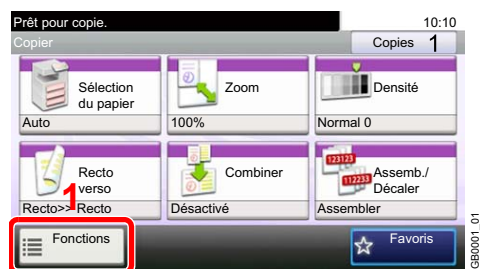 Prêt pour copie.
10:10
Copier
Copies 1
Sélection
du papier
Auto
Zoom
100%
Densité
Normal 0
Recto
verso
Recto>>Recto
1
Combiner
Désactivé
123123
112233
Assemb./
Décaler
Assembler
Fonctions
Favoris
GB0001_01